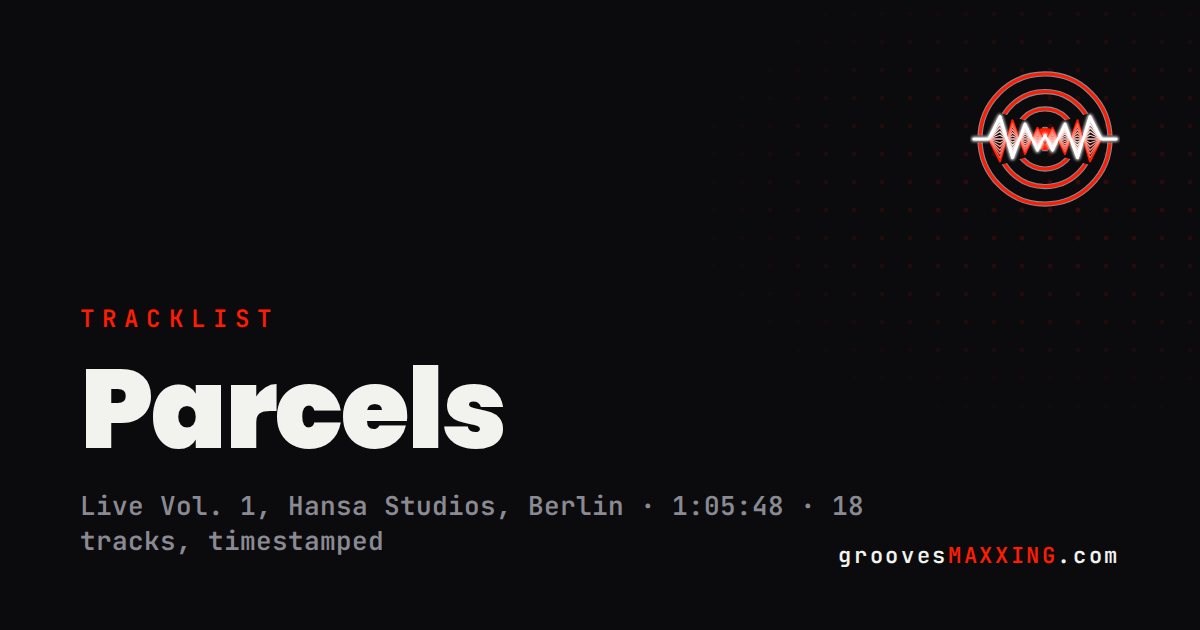 TRACKLIST
Parcels
Live Vol. 1, Hansa Studios, Berlin · 1:05:48 · 18
tracks, timestamped
groovesMAXXING.com